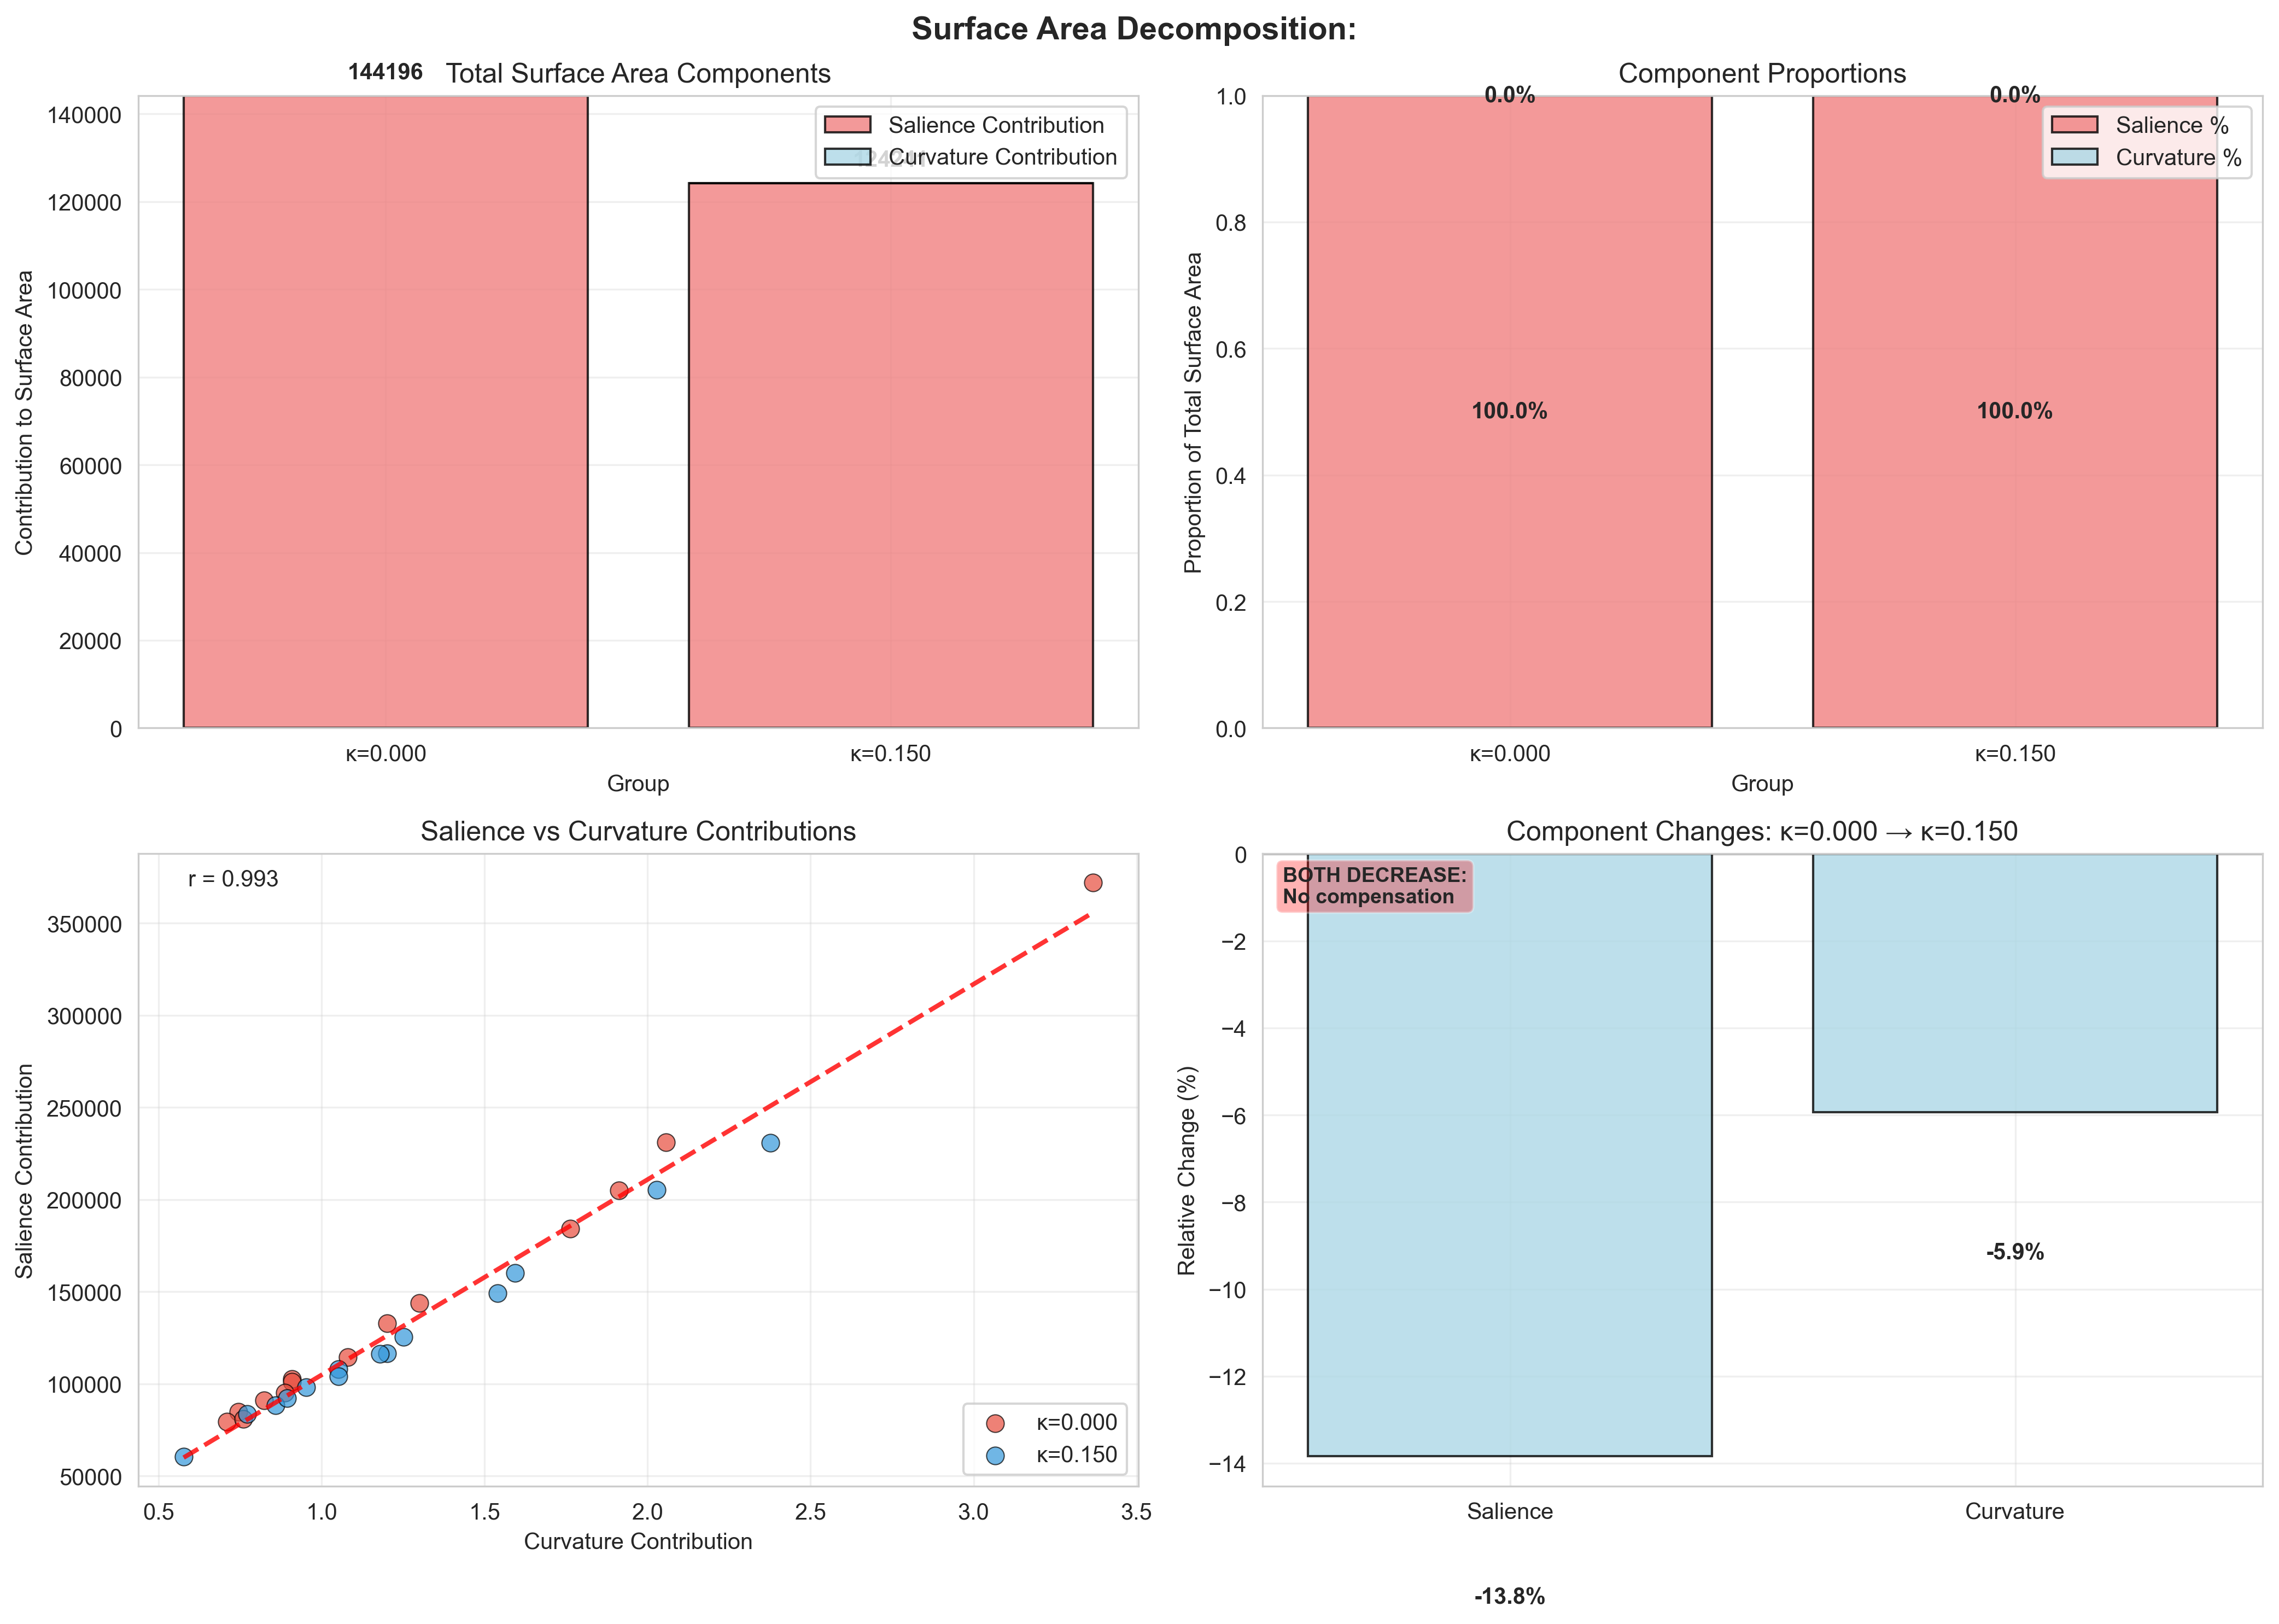 Surface Area Decomposition:
144196
Total Surface Area Components
Contribution to Surface Area
140000
120000
100000
80000
60000
40000
20000
0
Salience Contribution
Curvature Contribution
κ=0.000
κ=0.150
Group
Component Proportions
Proportion of Total Surface Area
1.0
0.8
0.6
0.4
0.2
0.0
0.0%
0.0%
Salience %
Curvature %
100.0%
100.0%
κ=0.000
κ=0.150
Group
Salience vs Curvature Contributions
r = 0.993
Salience Contribution
350000
300000
250000
200000
150000
100000
50000
κ=0.000
κ=0.150
0.5
1.0
1.5
2.0
2.5
3.0
3.5
Curvature Contribution
Component Changes: κ=0.000 → κ=0.150
BOTH DECREASE:
No compensation
Relative Change (%)
0
−2
−4
−6
−8
−10
−12
−14
-5.9%
Salience
Curvature
-13.8%